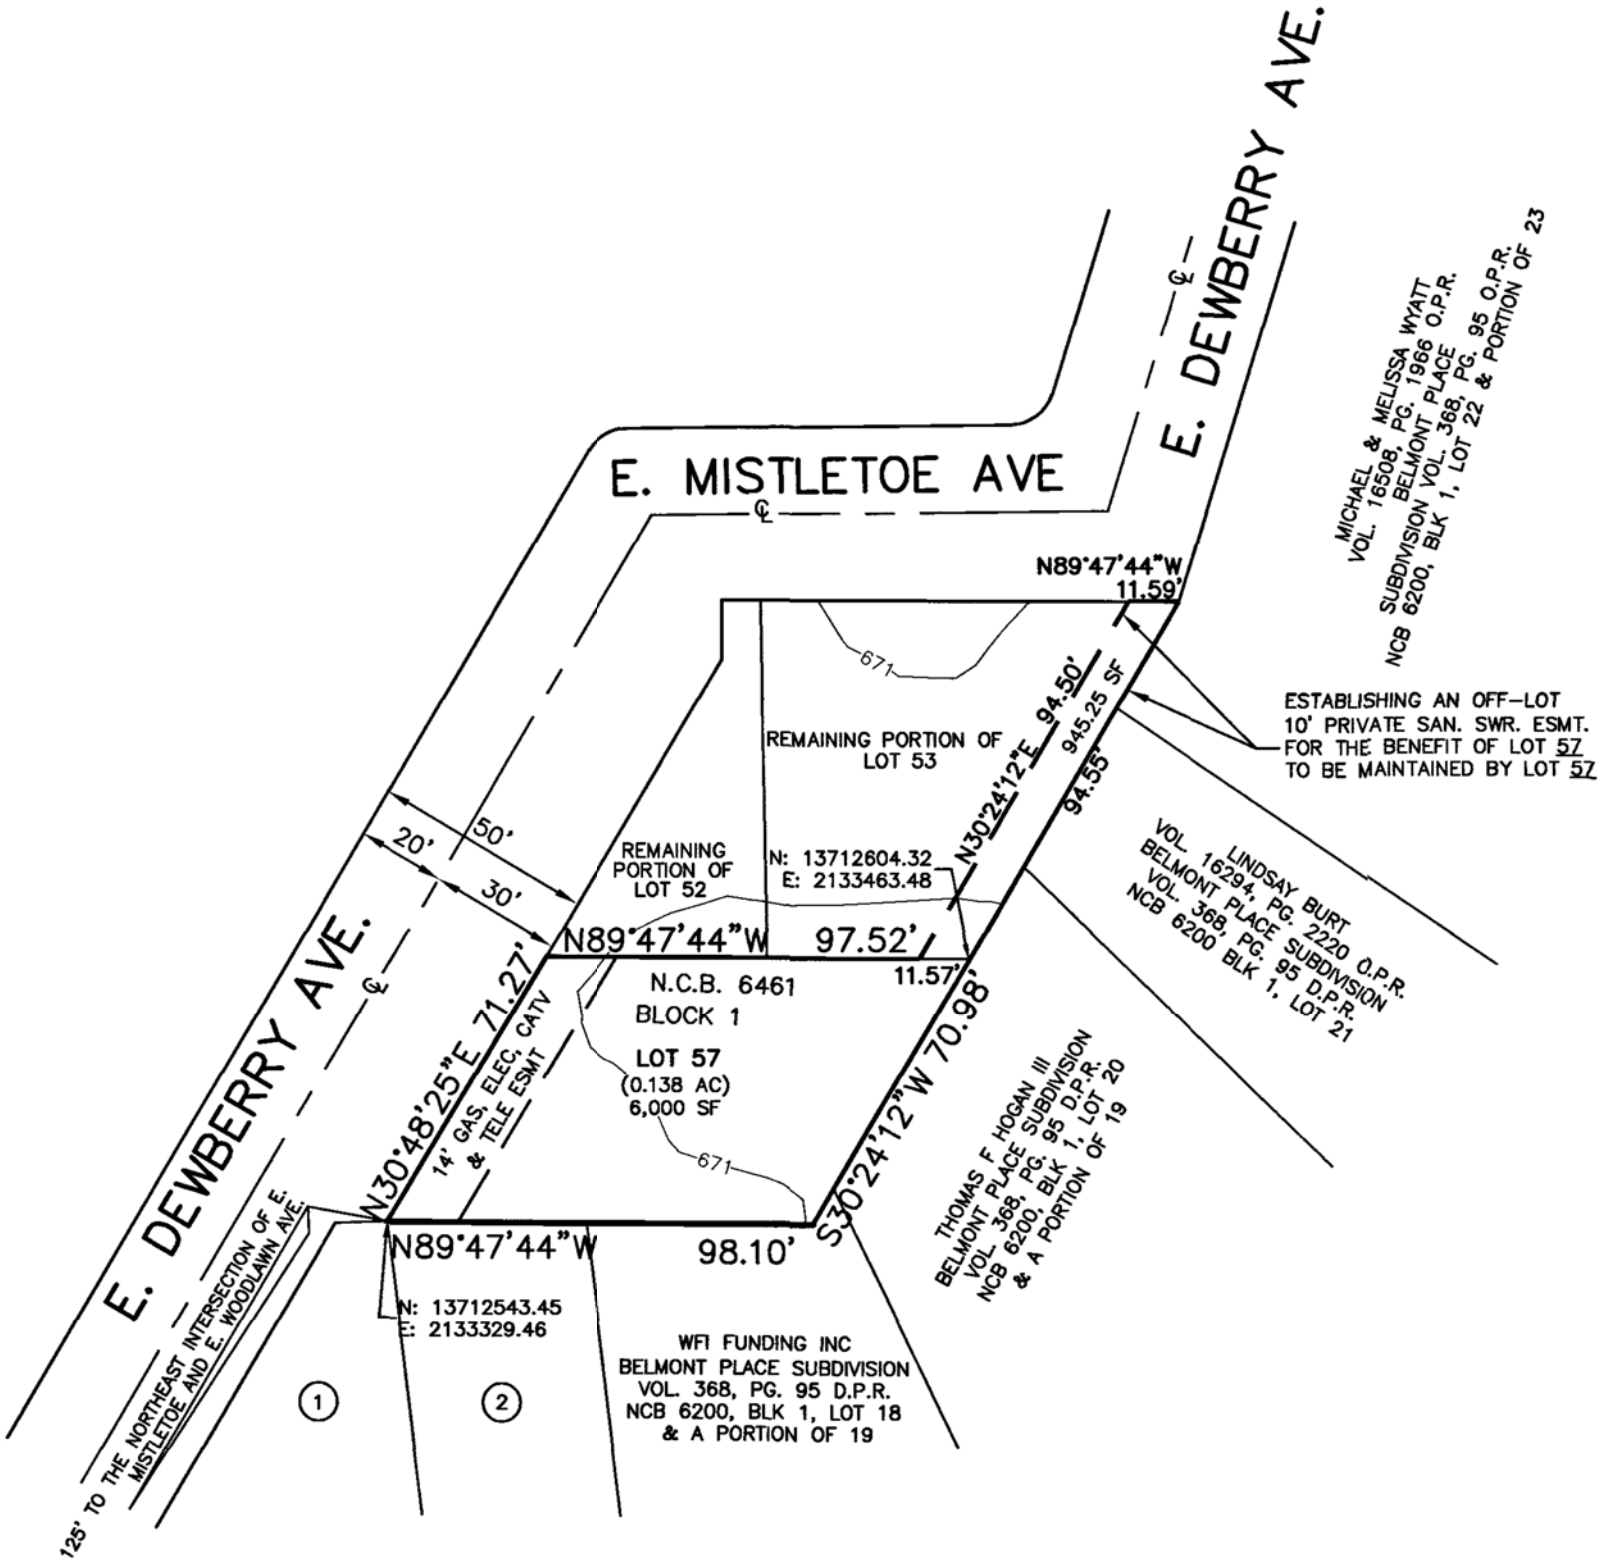 E. DEWBERRY AVE.
℄
MICHAEL & MELISSA WYATT
VOL. 16508, PG. 1966 O.P.R.
BELMONT PLACE
SUBDIVISION VOL. 368, PG. 95 O.P.R.
NCB 6200, BLK 1, LOT 22 & PORTION OF 23
E. MISTLETOE AVE
℄
N89°47'44"W
11.59'
671
ESTABLISHING AN OFF-LOT
10' PRIVATE SAN. SWR. ESMT.
FOR THE BENEFIT OF LOT 57
TO BE MAINTAINED BY LOT 57
REMAINING PORTION OF
LOT 53
N30°24'12"E 94.50'
945.25 SF
94.55'
50'
20'
30'
REMAINING
PORTION OF
LOT 52
N: 13712604.32
E: 2133463.48
LINDSAY BURT
VOL. 16294, PG. 2220 O.P.R.
BELMONT PLACE SUBDIVISION
VOL. 368, PG. 95 D.P.R.
NCB 6200 BLK 1, LOT 21
N89°47'44"W 97.52'
11.57'
E. DEWBERRY AVE.
℄
N30°48'25"E 71.27'
14' GAS, ELEC, CATV
& TELE ESMT
N.C.B. 6461
BLOCK 1
LOT 57
(0.138 AC)
6,000 SF
671
S30°24'12"W 70.98'
THOMAS F HOGAN III
BELMONT PLACE SUBDIVISION
VOL. 368, PG. 95 D.P.R.
NCB 6200, BLK 1, LOT 20
& A PORTION OF 19
N89°47'44"W 98.10'
125' TO THE NORTHEAST INTERSECTION OF E.
MISTLETOE AND E. WOODLAWN AVE.
N: 13712543.45
E: 2133329.46
1
2
WFI FUNDING INC
BELMONT PLACE SUBDIVISION
VOL. 368, PG. 95 D.P.R.
NCB 6200, BLK 1, LOT 18
& A PORTION OF 19